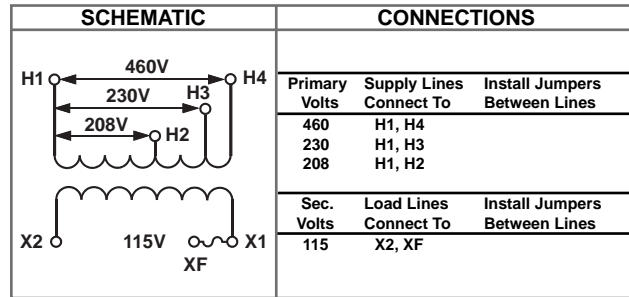 SCHEMATIC
CONNECTIONS
460V
H1
H4
230V
H3
208V
H2
X2
115V
X1
XF
Primary Supply Lines Install Jumpers
Volts Connect To Between Lines
460 H1, H4
230 H1, H3
208 H1, H2
Sec. Load Lines Install Jumpers
Volts Connect To Between Lines
115 X2, XF